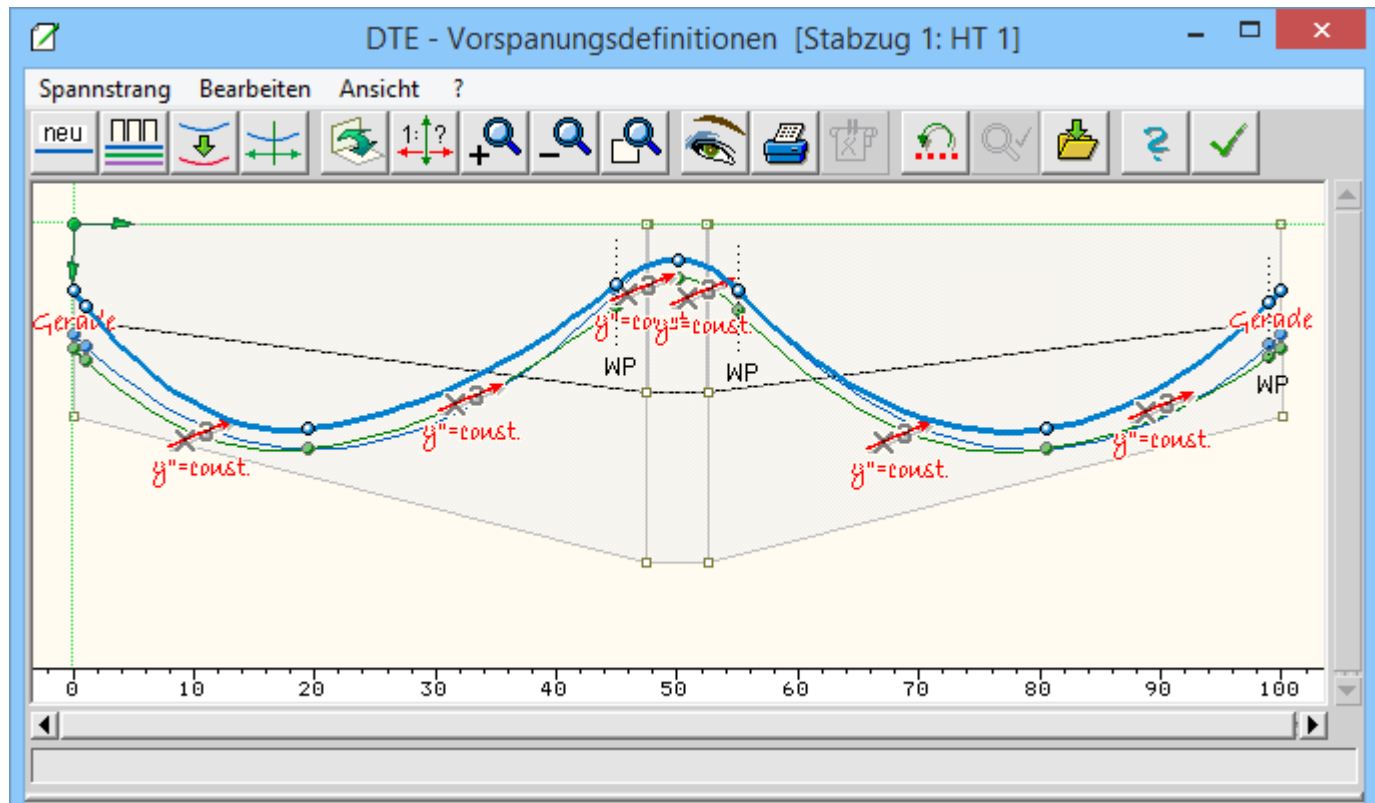 DTE - Vorspanungsdefinitionen [Stabzug 1: HT 1]
Spannstrang Bearbeiten Ansicht ?
neu 1: ?
Gerade y"=const. y"=const. Gerade
WP WP WP
y"=const. y"=const.
y"=const. y"=const.
0 10 20 30 40 50 60 70 80 90 100